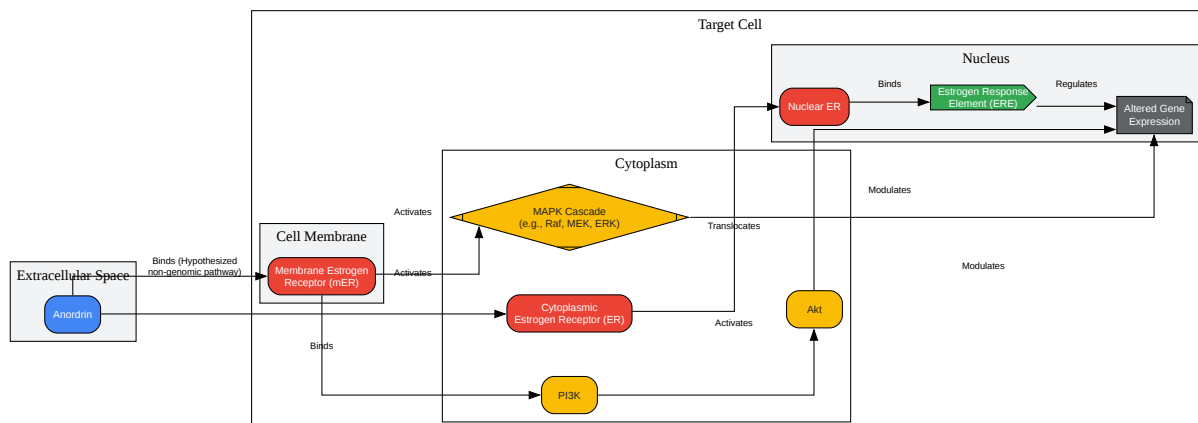 Target Cell
Nucleus
Binds
Regulates
Nuclear ER
Estrogen Response
Element (ERE)
Altered Gene
Expression
Cytoplasm
Modulates
Activates
MAPK Cascade
(e.g., Raf, MEK, ERK)
Translocates
Cell Membrane
Binds (Hypothesized
non-genomic pathway)
Membrane Estrogen
Receptor (mER)
Activates
Modulates
Extracellular Space
Anordrin
Cytoplasmic
Estrogen Receptor (ER)
Activates
Akt
Binds
PI3K